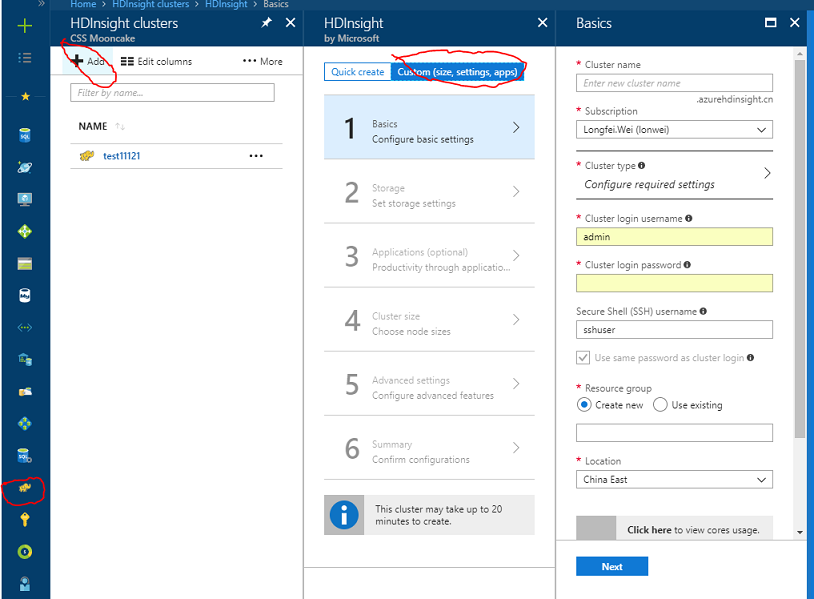 Home > HDInsight clusters > HDInsight > Basics
HDInsight clusters
CSS Mooncake
Add
Edit columns
More
Filter by name...
NAME
test11121
HDInsight
by Microsoft
Quick create
Custom (size, settings, apps)
1
Basics
Configure basic settings
2
Storage
Set storage settings
3
Applications (optional)
Productivity through applicatio...
4
Cluster size
Choose node sizes
5
Advanced settings
Configure advanced features
6
Summary
Confirm configurations
This cluster may take up to 20
minutes to create.
Basics
* Cluster name
Enter new cluster name
.azurehdinsight.cn
* Subscription
Longfei.Wei (lonwei)
* Cluster type
Configure required settings
* Cluster login username
admin
* Cluster login password
Secure Shell (SSH) username
sshuser
Use same password as cluster login
* Resource group
Create new
Use existing
* Location
China East
Click here to view cores usage.
Next